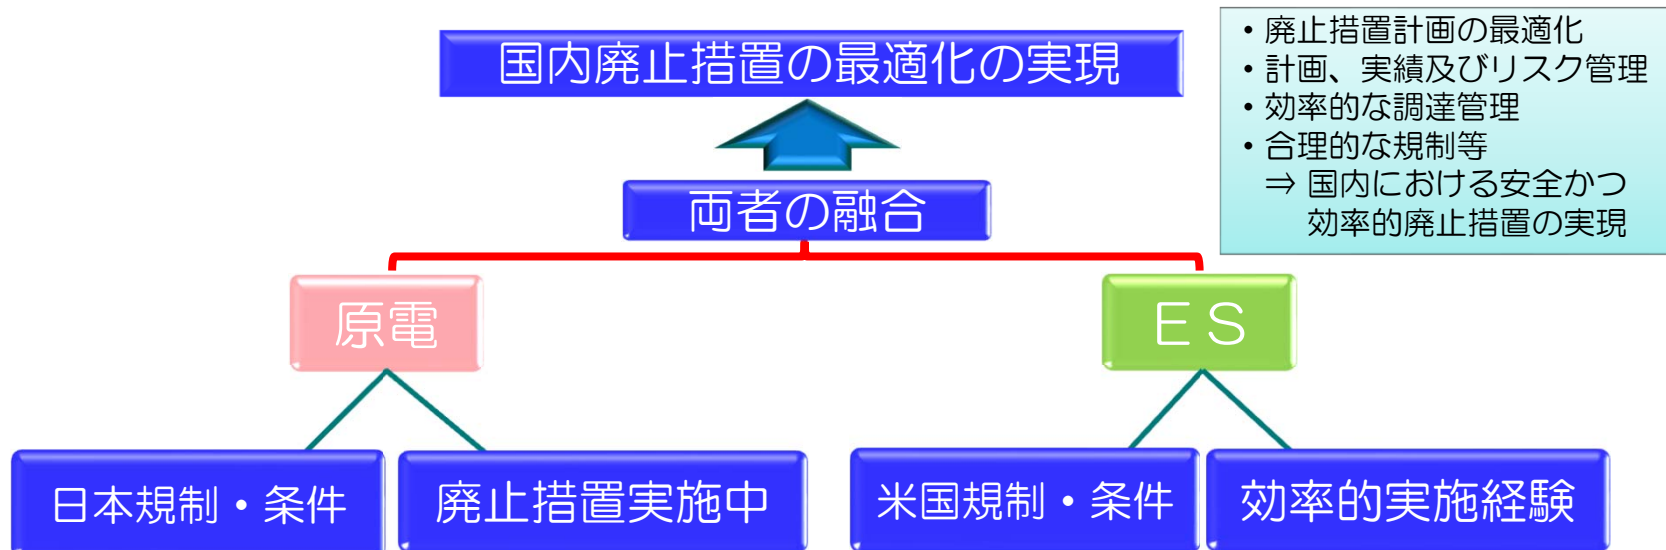 国内廃止措置の最適化の実現
・廃止措置計画の最適化
・計画、実績及びリスク管理
・効率的な調達管理
・合理的な規制等
⇒ 国内における安全かつ
効率的廃止措置の実現
両者の融合
原電
ＥＳ
日本規制・条件
廃止措置実施中
米国規制・条件
効率的実施経験